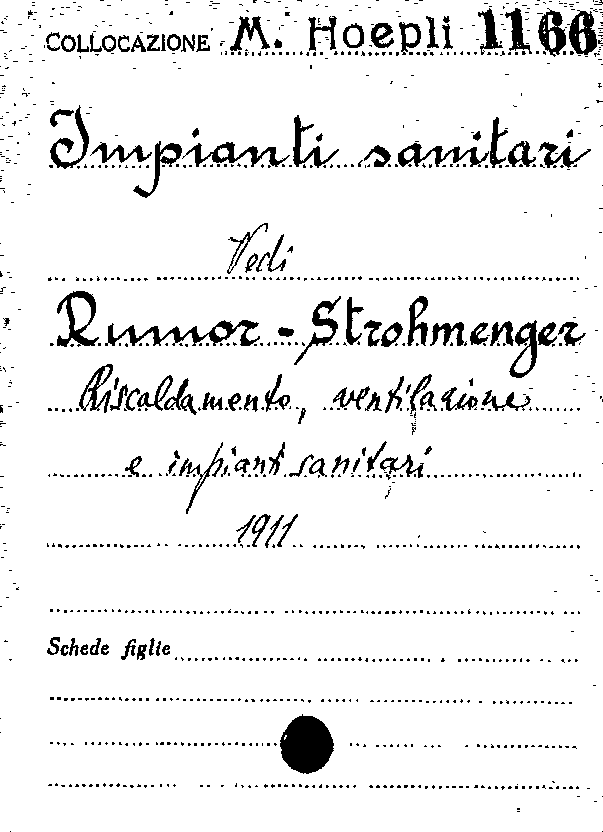 COLLOCAZIONE M. Hoepli 1166
Impianti sanitari
Vedi
Rumor - Strohmenger
Riscaldamento, ventilazione
e impianti sanitari
1911
Schede figlie